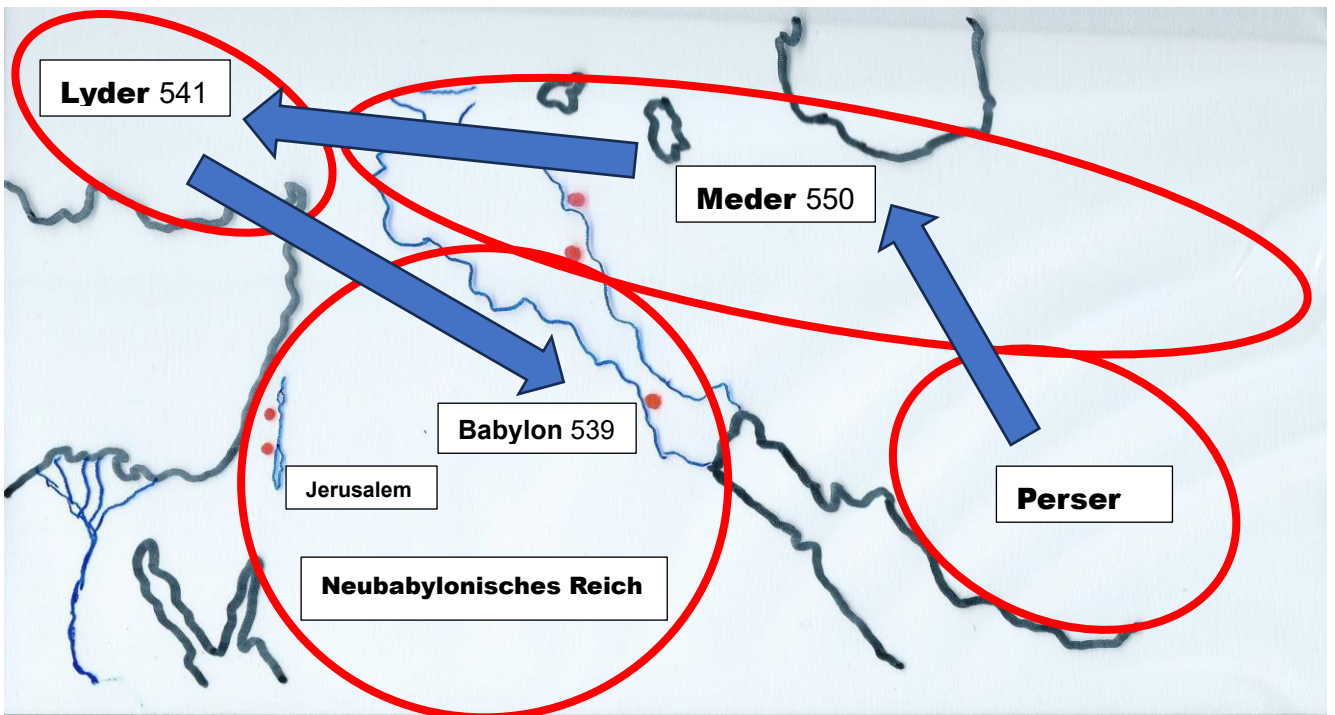 Lyder 541
Meder 550
Babylon 539
Jerusalem
Perser
Neubabylonisches Reich